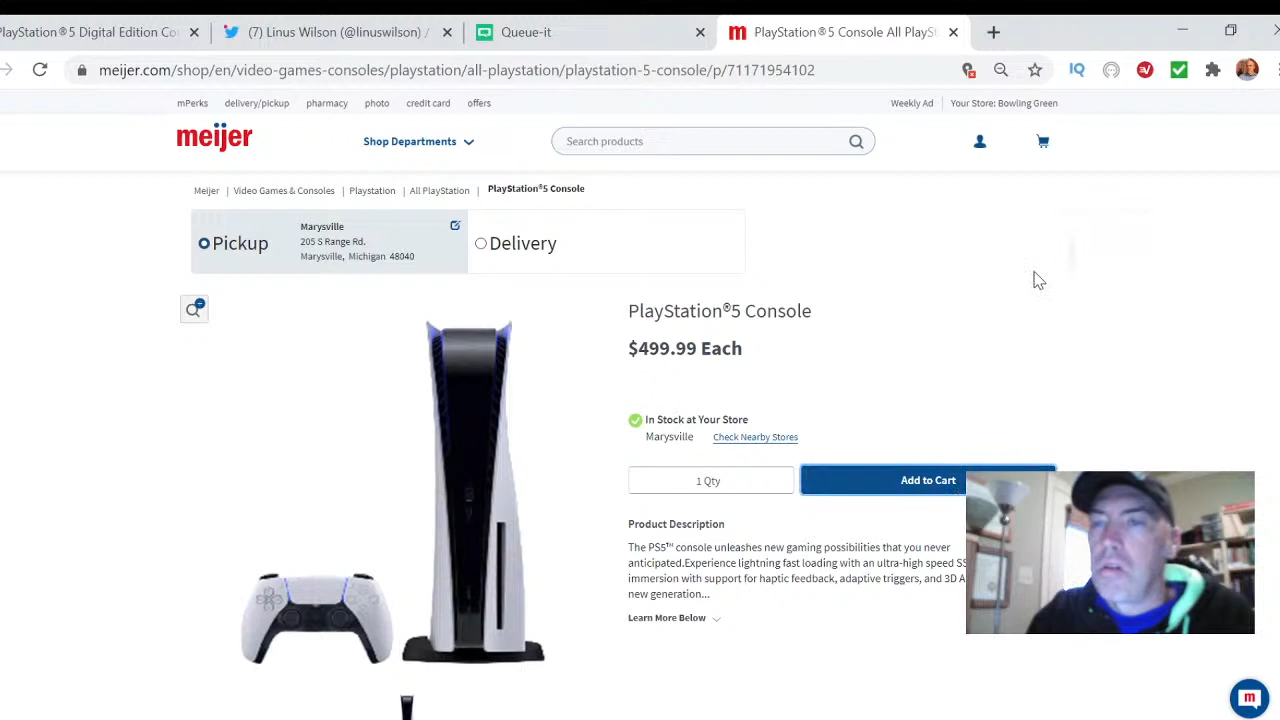 PlayStation®5 Digital Edition Co
(7) Linus Wilson (@linuswilson) /
Queue-it
PlayStation®5 Console All PlayS
meijer.com/shop/en/video-games-consoles/playstation/all-playstation/playstation-5-console/p/71171954102
mPerks delivery/pickup pharmacy photo credit card offers Weekly Ad Your Store: Bowling Green
meijer Shop Departments Search products
Meijer | Video Games & Consoles | Playstation | All PlayStation | PlayStation®5 Console
Pickup
Marysville
205 S Range Rd.
Marysville, Michigan 48040
Delivery
PlayStation®5 Console
$499.99 Each
In Stock at Your Store
Marysville Check Nearby Stores
1 Qty Add to Cart
Product Description
The PS5™ console unleashes new gaming possibilities that you never
anticipated.Experience lightning fast loading with an ultra-high speed SS
immersion with support for haptic feedback, adaptive triggers, and 3D A
new generation...
Learn More Below
m